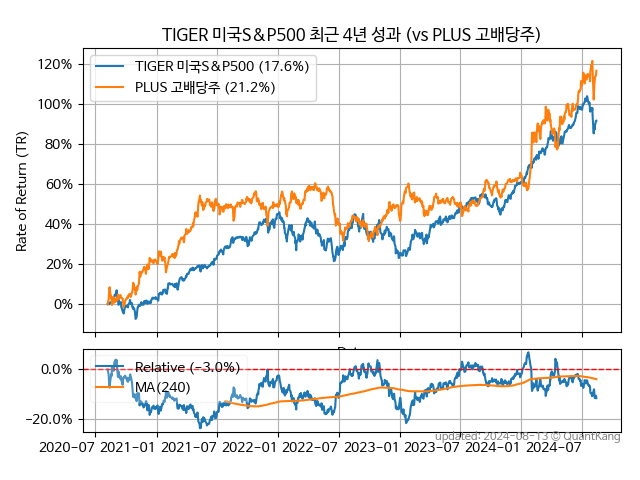 TIGER 미국S&P500 최근 4년 성과 (vs PLUS 고배당주)
Rate of Return (TR)
120%
100%
80%
60%
40%
20%
0%
TIGER 미국S&P500 (17.6%)
PLUS 고배당주 (21.2%)
0.0%
−20.0%
Relative (−3.0%)
MA(240)
2020-07 2021-01 2021-07 2022-01 2022-07 2023-01 2023-07 2024-01 2024-07
updated: 2024-08-13 © QuantKang